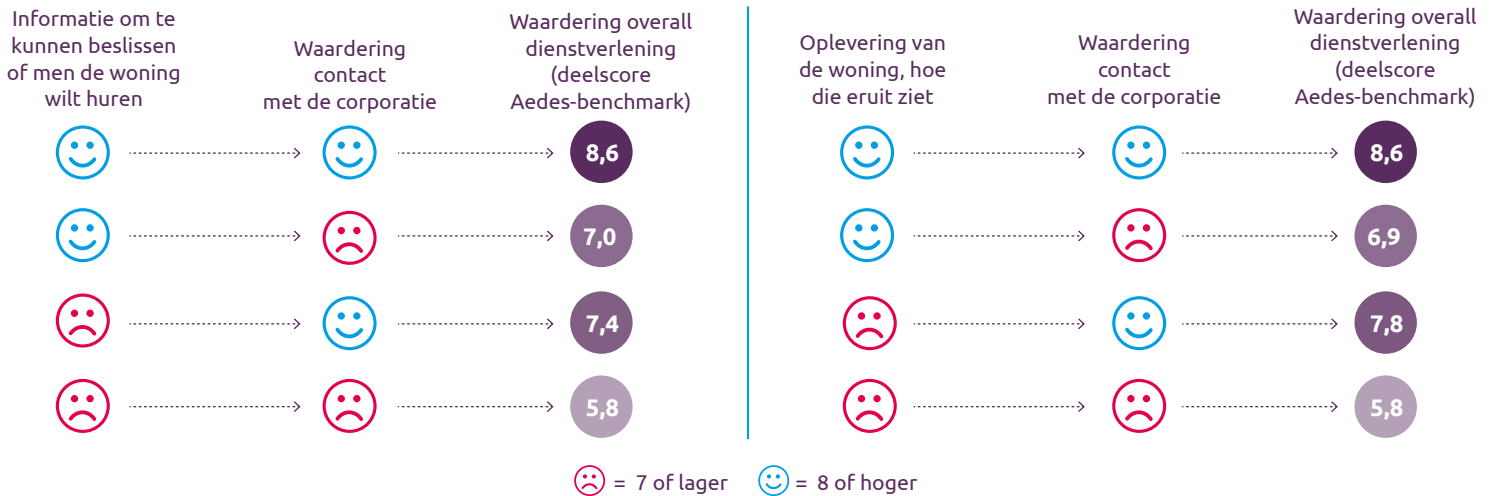 Informatie om te
kunnen beslissen
of men de woning
wilt huren
Waardering
contact
met de corporatie
Waardering overall
dienstverlening
(deelscore
Aedes-benchmark)
8,6
7,0
7,4
5,8
Oplevering van
de woning, hoe
die eruit ziet
Waardering
contact
met de corporatie
Waardering overall
dienstverlening
(deelscore
Aedes-benchmark)
8,6
6,9
7,8
5,8
= 7 of lager
= 8 of hoger